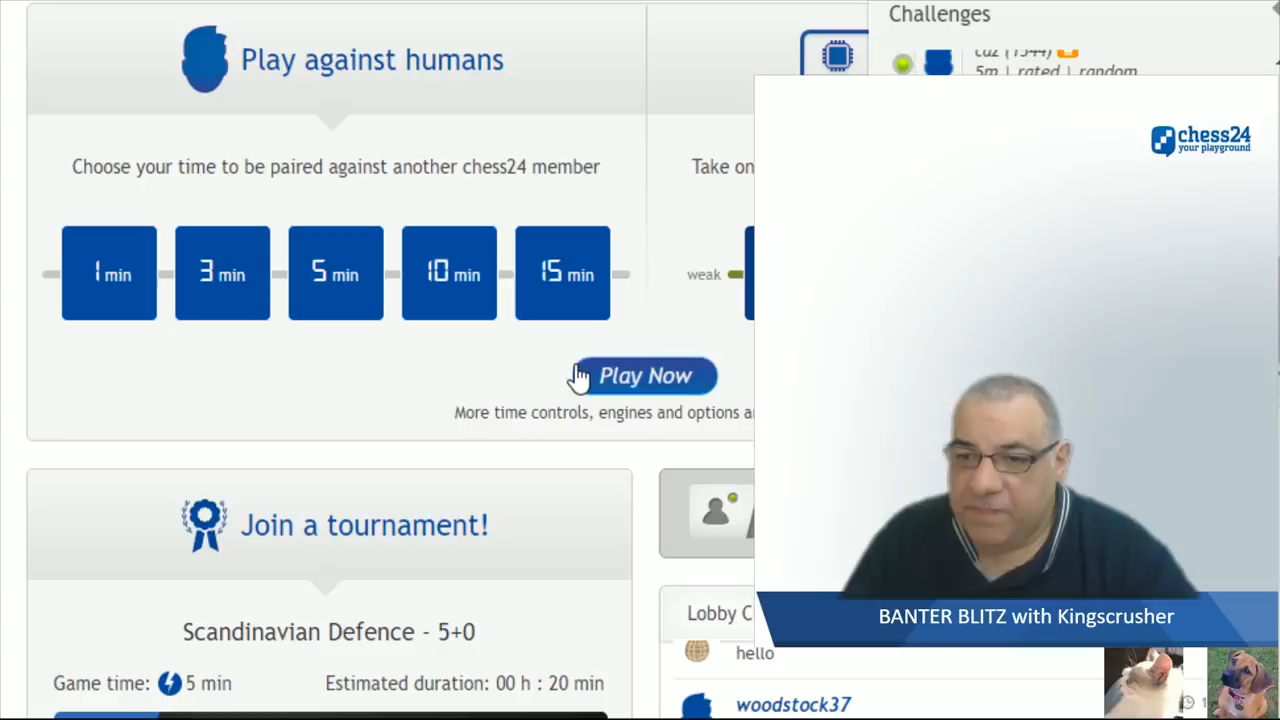 Play against humans
Challenges
caz (1544)
5m | rated | random
chess24
your playground
Choose your time to be paired against another chess24 member
Take on
1 min
3 min
5 min
10 min
15 min
weak
Play Now
More time controls, engines and options a
Join a tournament!
Scandinavian Defence - 5+0
Game time: 5 min
Estimated duration: 00 h : 20 min
Lobby C
hello
woodstock37
BANTER BLITZ with Kingscrusher